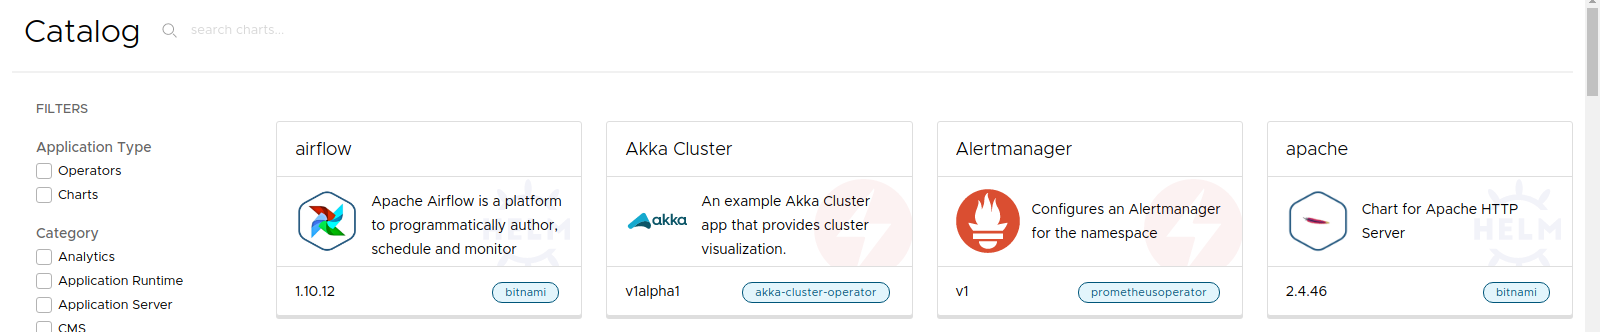 Catalog
search charts...
FILTERS
Application Type
Operators
Charts
Category
Analytics
Application Runtime
Application Server
CMS
airflow
Apache Airflow is a platform
to programmatically author,
schedule and monitor
HELM
1.10.12
bitnami
Akka Cluster
akka
An example Akka Cluster
app that provides cluster
visualization.
v1alpha1
akka-cluster-operator
Alertmanager
Configures an Alertmanager
for the namespace
v1
prometheusoperator
apache
Chart for Apache HTTP
Server
HELM
2.4.46
bitnami